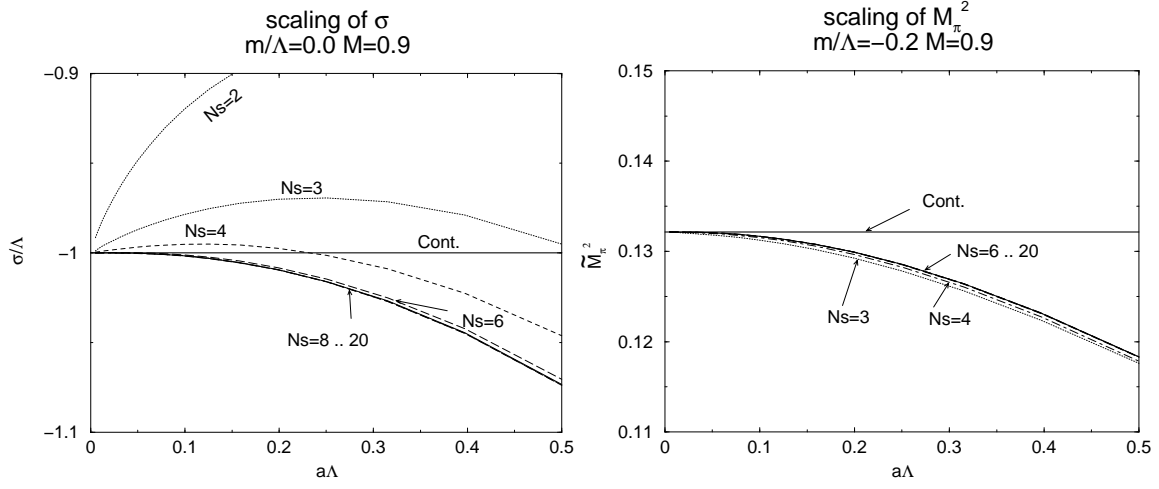 scaling of σ
m/Λ=0.0 M=0.9
−0.9
−1
−1.1
σ/Λ
Ns=2
Ns=3
Ns=4
Cont.
Ns=6
Ns=8 .. 20
0
0.1
0.2
0.3
0.4
0.5
aΛ
scaling of M_π^2
m/Λ=−0.2 M=0.9
0.15
0.14
0.13
0.12
0.11
M̃_π^2
Cont.
Ns=6 .. 20
Ns=3
Ns=4
0
0.1
0.2
0.3
0.4
0.5
aΛ